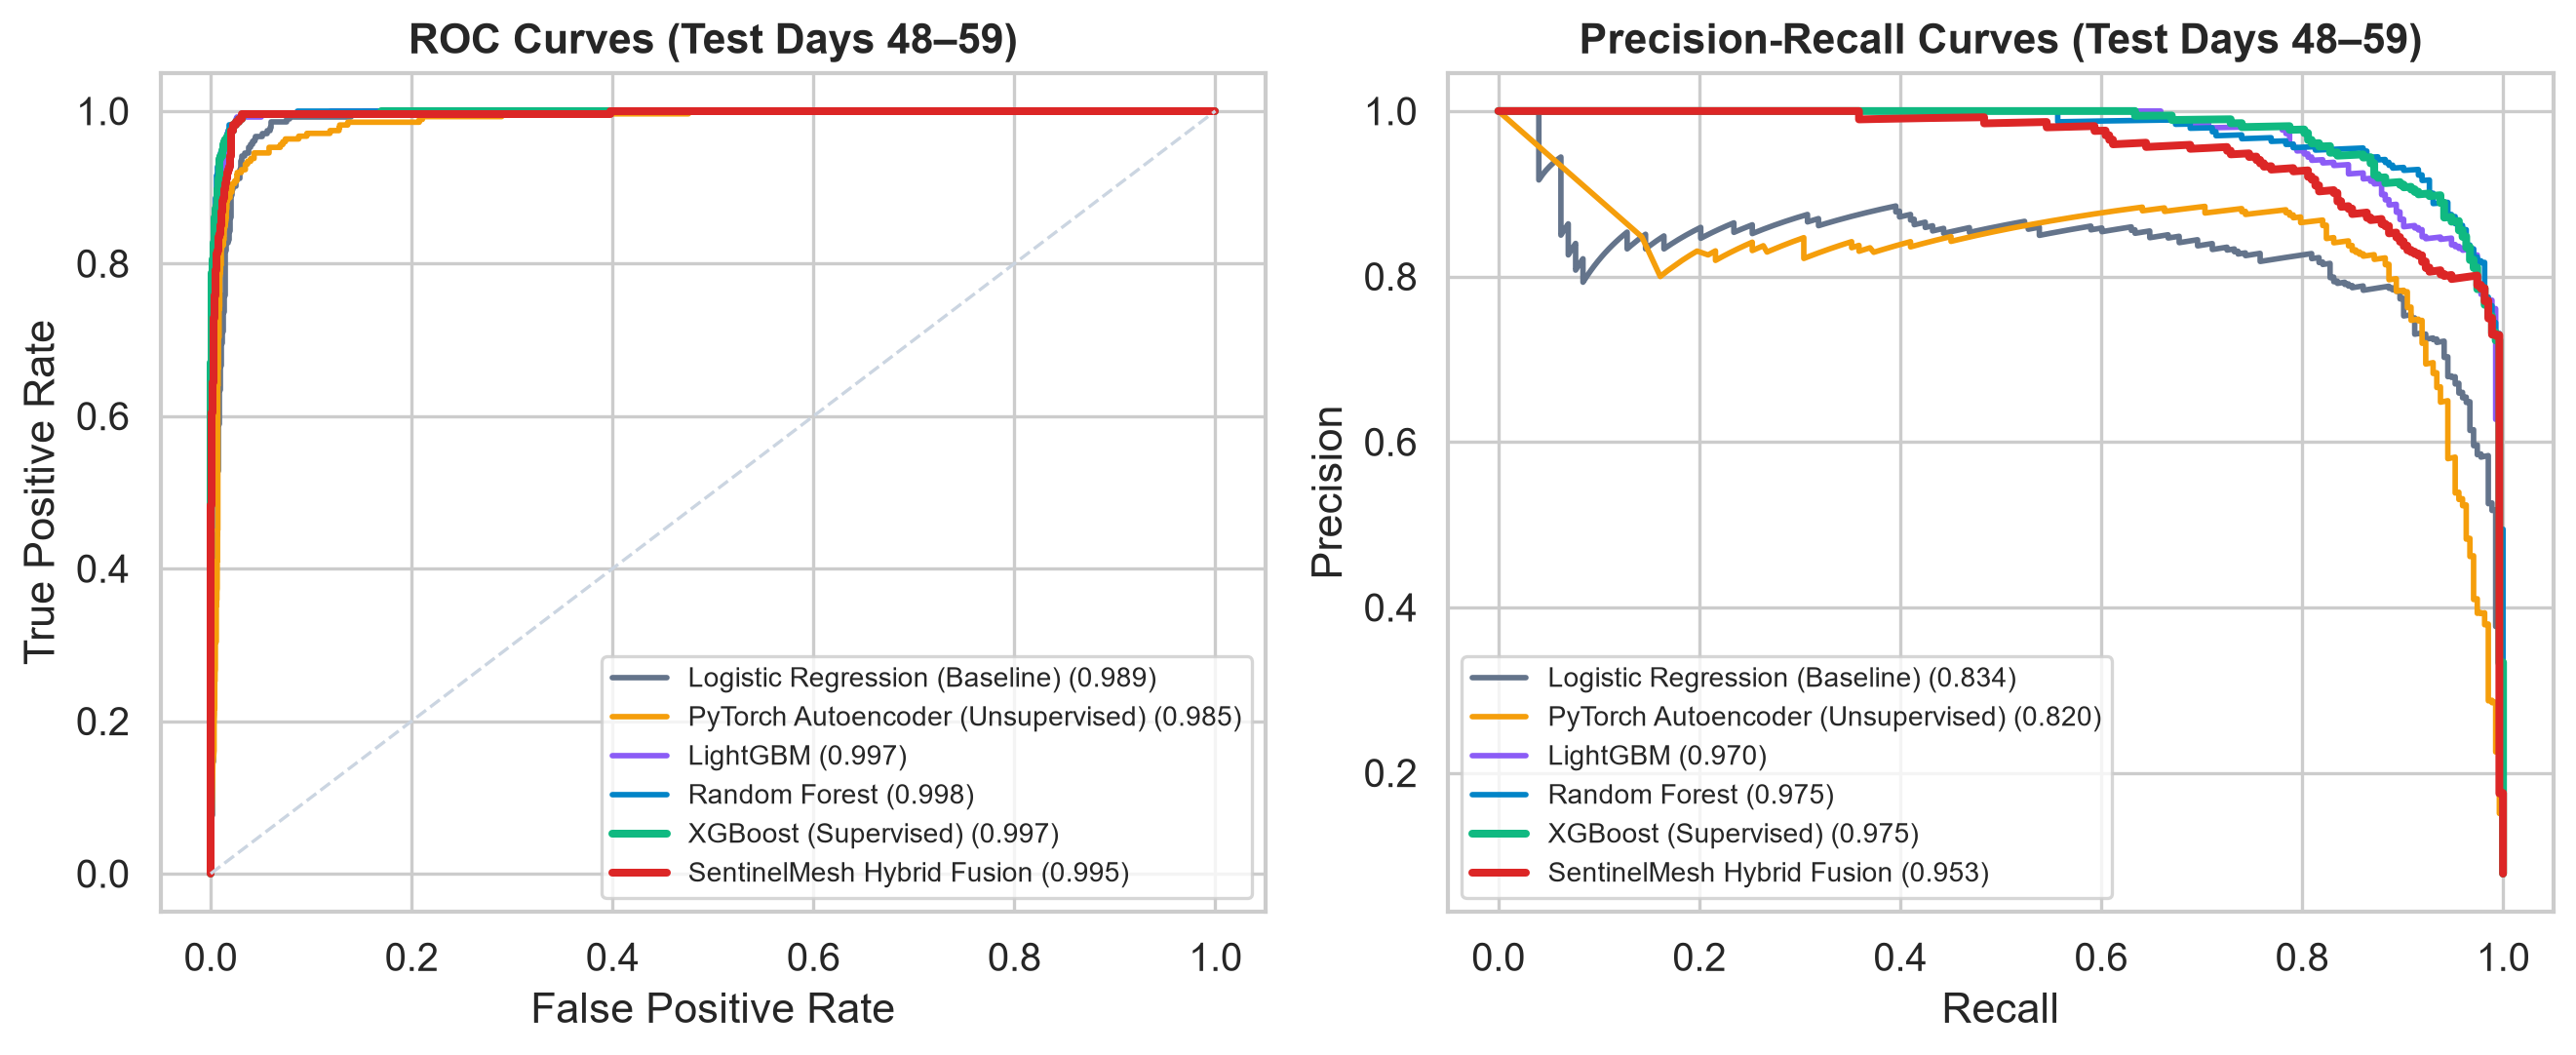 ROC Curves (Test Days 48–59)
True Positive Rate
1.0
0.8
0.6
0.4
0.2
0.0
Logistic Regression (Baseline) (0.989)
PyTorch Autoencoder (Unsupervised) (0.985)
LightGBM (0.997)
Random Forest (0.998)
XGBoost (Supervised) (0.997)
SentinelMesh Hybrid Fusion (0.995)
0.0 0.2 0.4 0.6 0.8 1.0
False Positive Rate
Precision-Recall Curves (Test Days 48–59)
Precision
1.0
0.8
0.6
0.4
0.2
Logistic Regression (Baseline) (0.834)
PyTorch Autoencoder (Unsupervised) (0.820)
LightGBM (0.970)
Random Forest (0.975)
XGBoost (Supervised) (0.975)
SentinelMesh Hybrid Fusion (0.953)
0.0 0.2 0.4 0.6 0.8 1.0
Recall